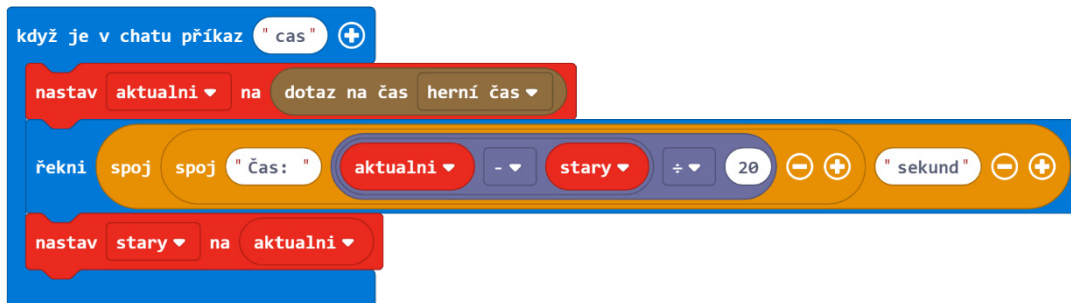 když je v chatu příkaz "cas"
nastav aktualni na dotaz na čas herní čas
řekni spoj spoj "Čas: " aktualni - stary ÷ 20 "sekund"
nastav stary na aktualni